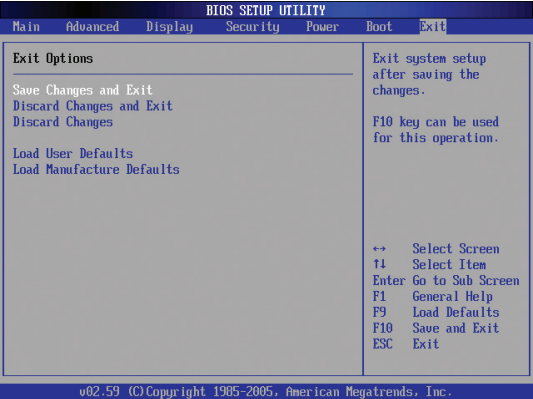 BIOS SETUP UTILITY
Main Advanced Display Security Power Boot Exit
Exit Options
Save Changes and Exit
Discard Changes and Exit
Discard Changes
Load User Defaults
Load Manufacture Defaults
Exit system setup
after saving the
changes.
F10 key can be used
for this operation.
↔ Select Screen
↑↓ Select Item
Enter Go to Sub Screen
F1 General Help
F9 Load Defaults
F10 Save and Exit
ESC Exit
v02.59 (C)Copyright 1985-2005, American Megatrends, Inc.